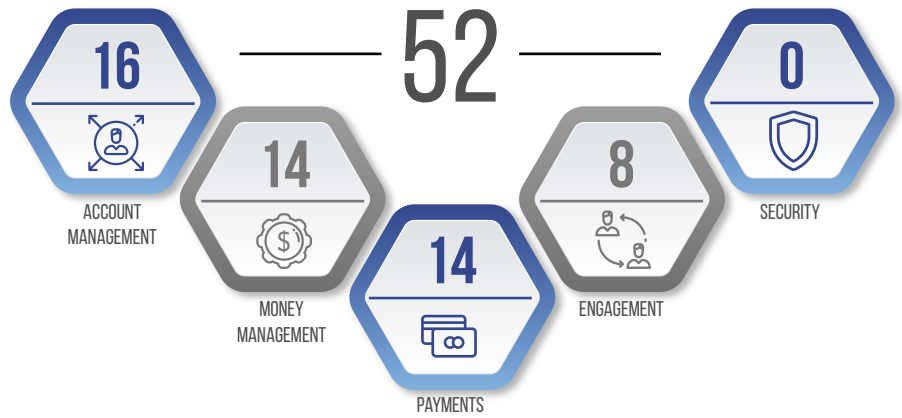 52
16
ACCOUNT
MANAGEMENT
14
$
MONEY
MANAGEMENT
14
PAYMENTS
8
ENGAGEMENT
0
SECURITY